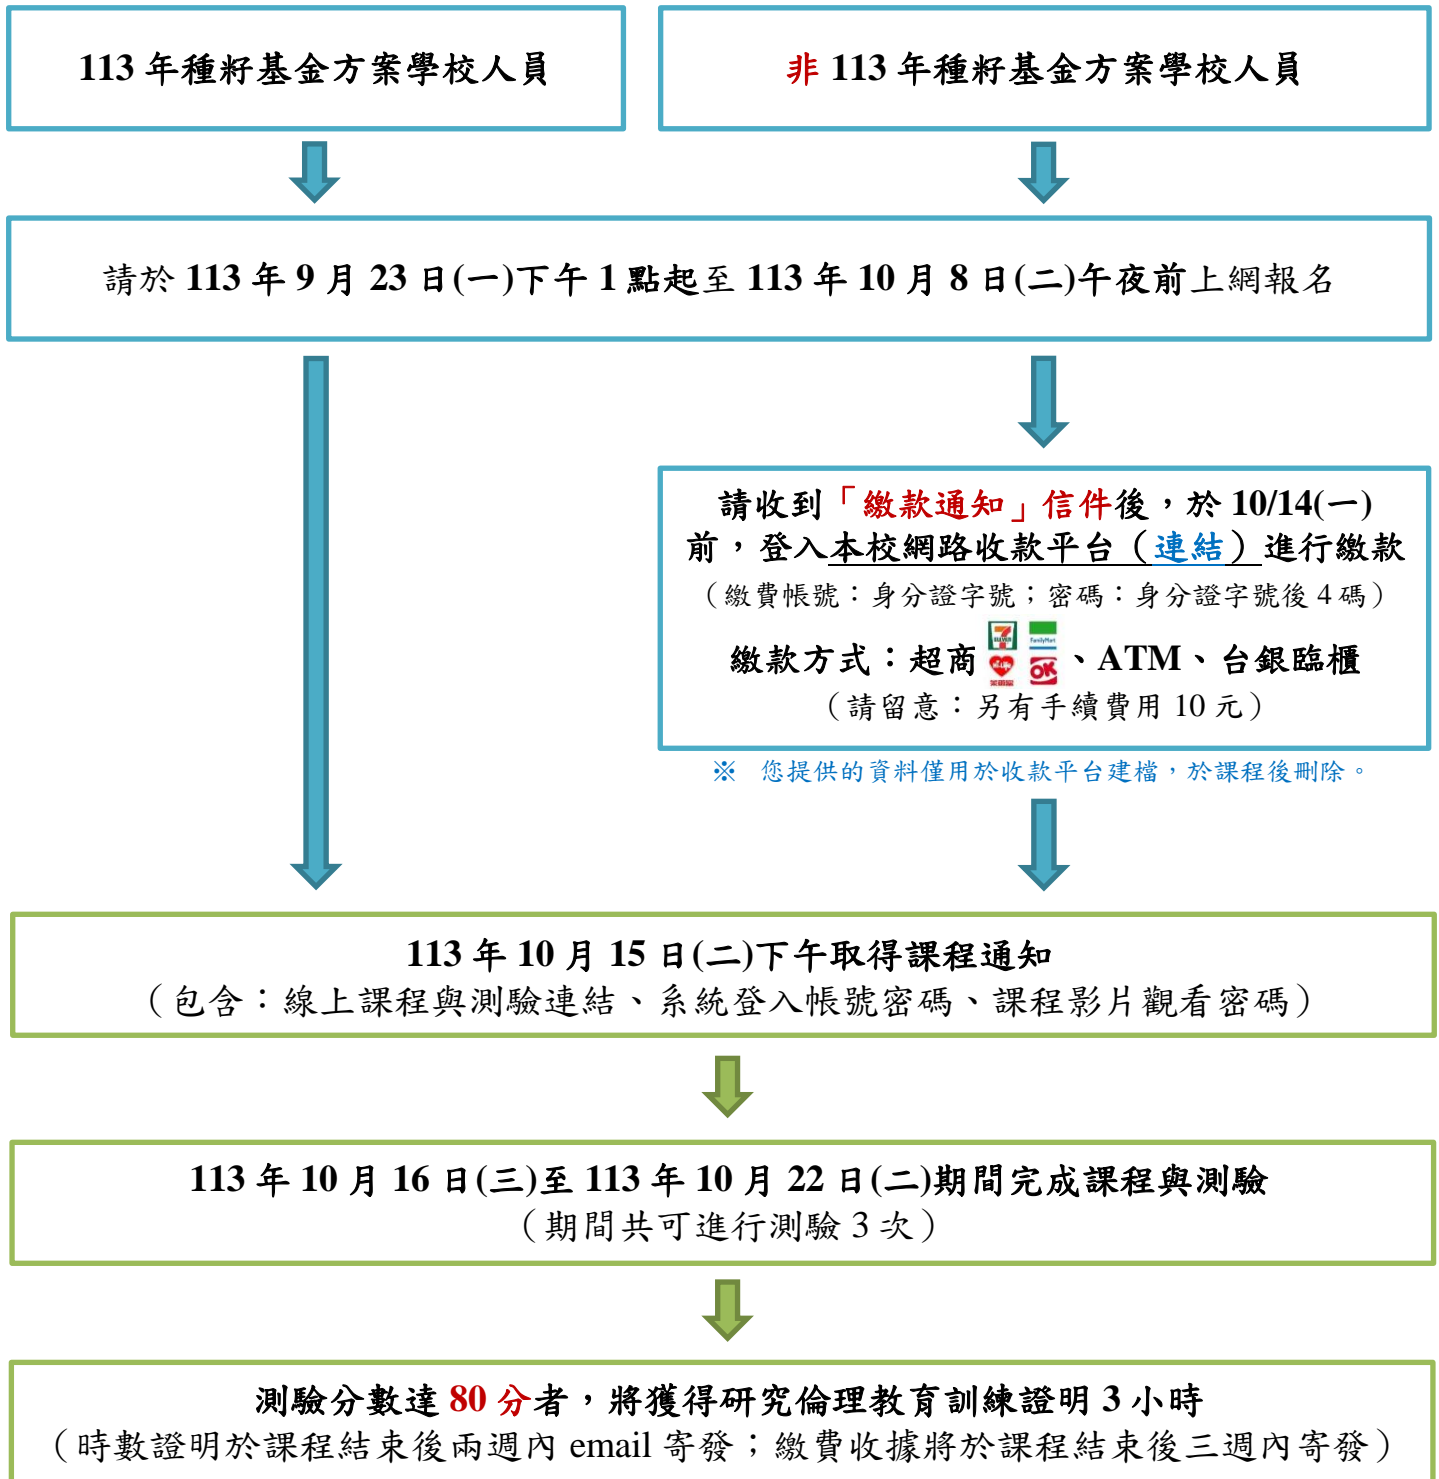 113 年種籽基金方案學校人員
非 113 年種籽基金方案學校人員
請於 113 年 9 月 23 日(一)下午 1 點起至 113 年 10 月 8 日(二)午夜前上網報名
請收到「繳款通知」信件後，於 10/14(一)
前，登入本校網路收款平台（連結）進行繳款
（繳費帳號：身分證字號；密碼：身分證字號後 4 碼）
繳款方式：超商 7 ELEVEN FamilyMart 萊爾富 OK 、ATM、台銀臨櫃
（請留意：另有手續費用 10 元）
※ 您提供的資料僅用於收款平台建檔，於課程後刪除。
113 年 10 月 15 日(二)下午取得課程通知
（包含：線上課程與測驗連結、系統登入帳號密碼、課程影片觀看密碼）
113 年 10 月 16 日(三)至 113 年 10 月 22 日(二)期間完成課程與測驗
（期間共可進行測驗 3 次）
測驗分數達 80 分者，將獲得研究倫理教育訓練證明 3 小時
（時數證明於課程結束後兩週內 email 寄發；繳費收據將於課程結束後三週內寄發）